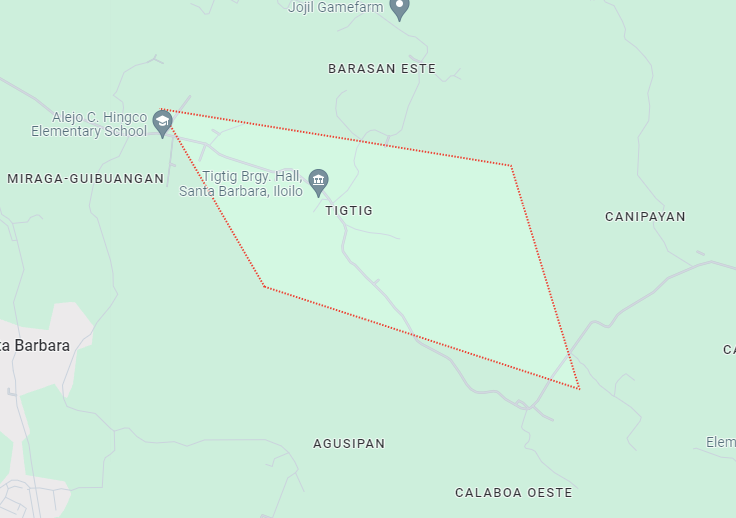 Jojil Gamefarm
BARASAN ESTE
Alejo C. Hingco
Elementary School
MIRAGA-GUIBUANGAN
Tigtig Brgy. Hall,
Santa Barbara, Iloilo
TIGTIG
CANIPAYAN
ta Barbara
CA
AGUSIPAN
Elem
CALABOA OESTE